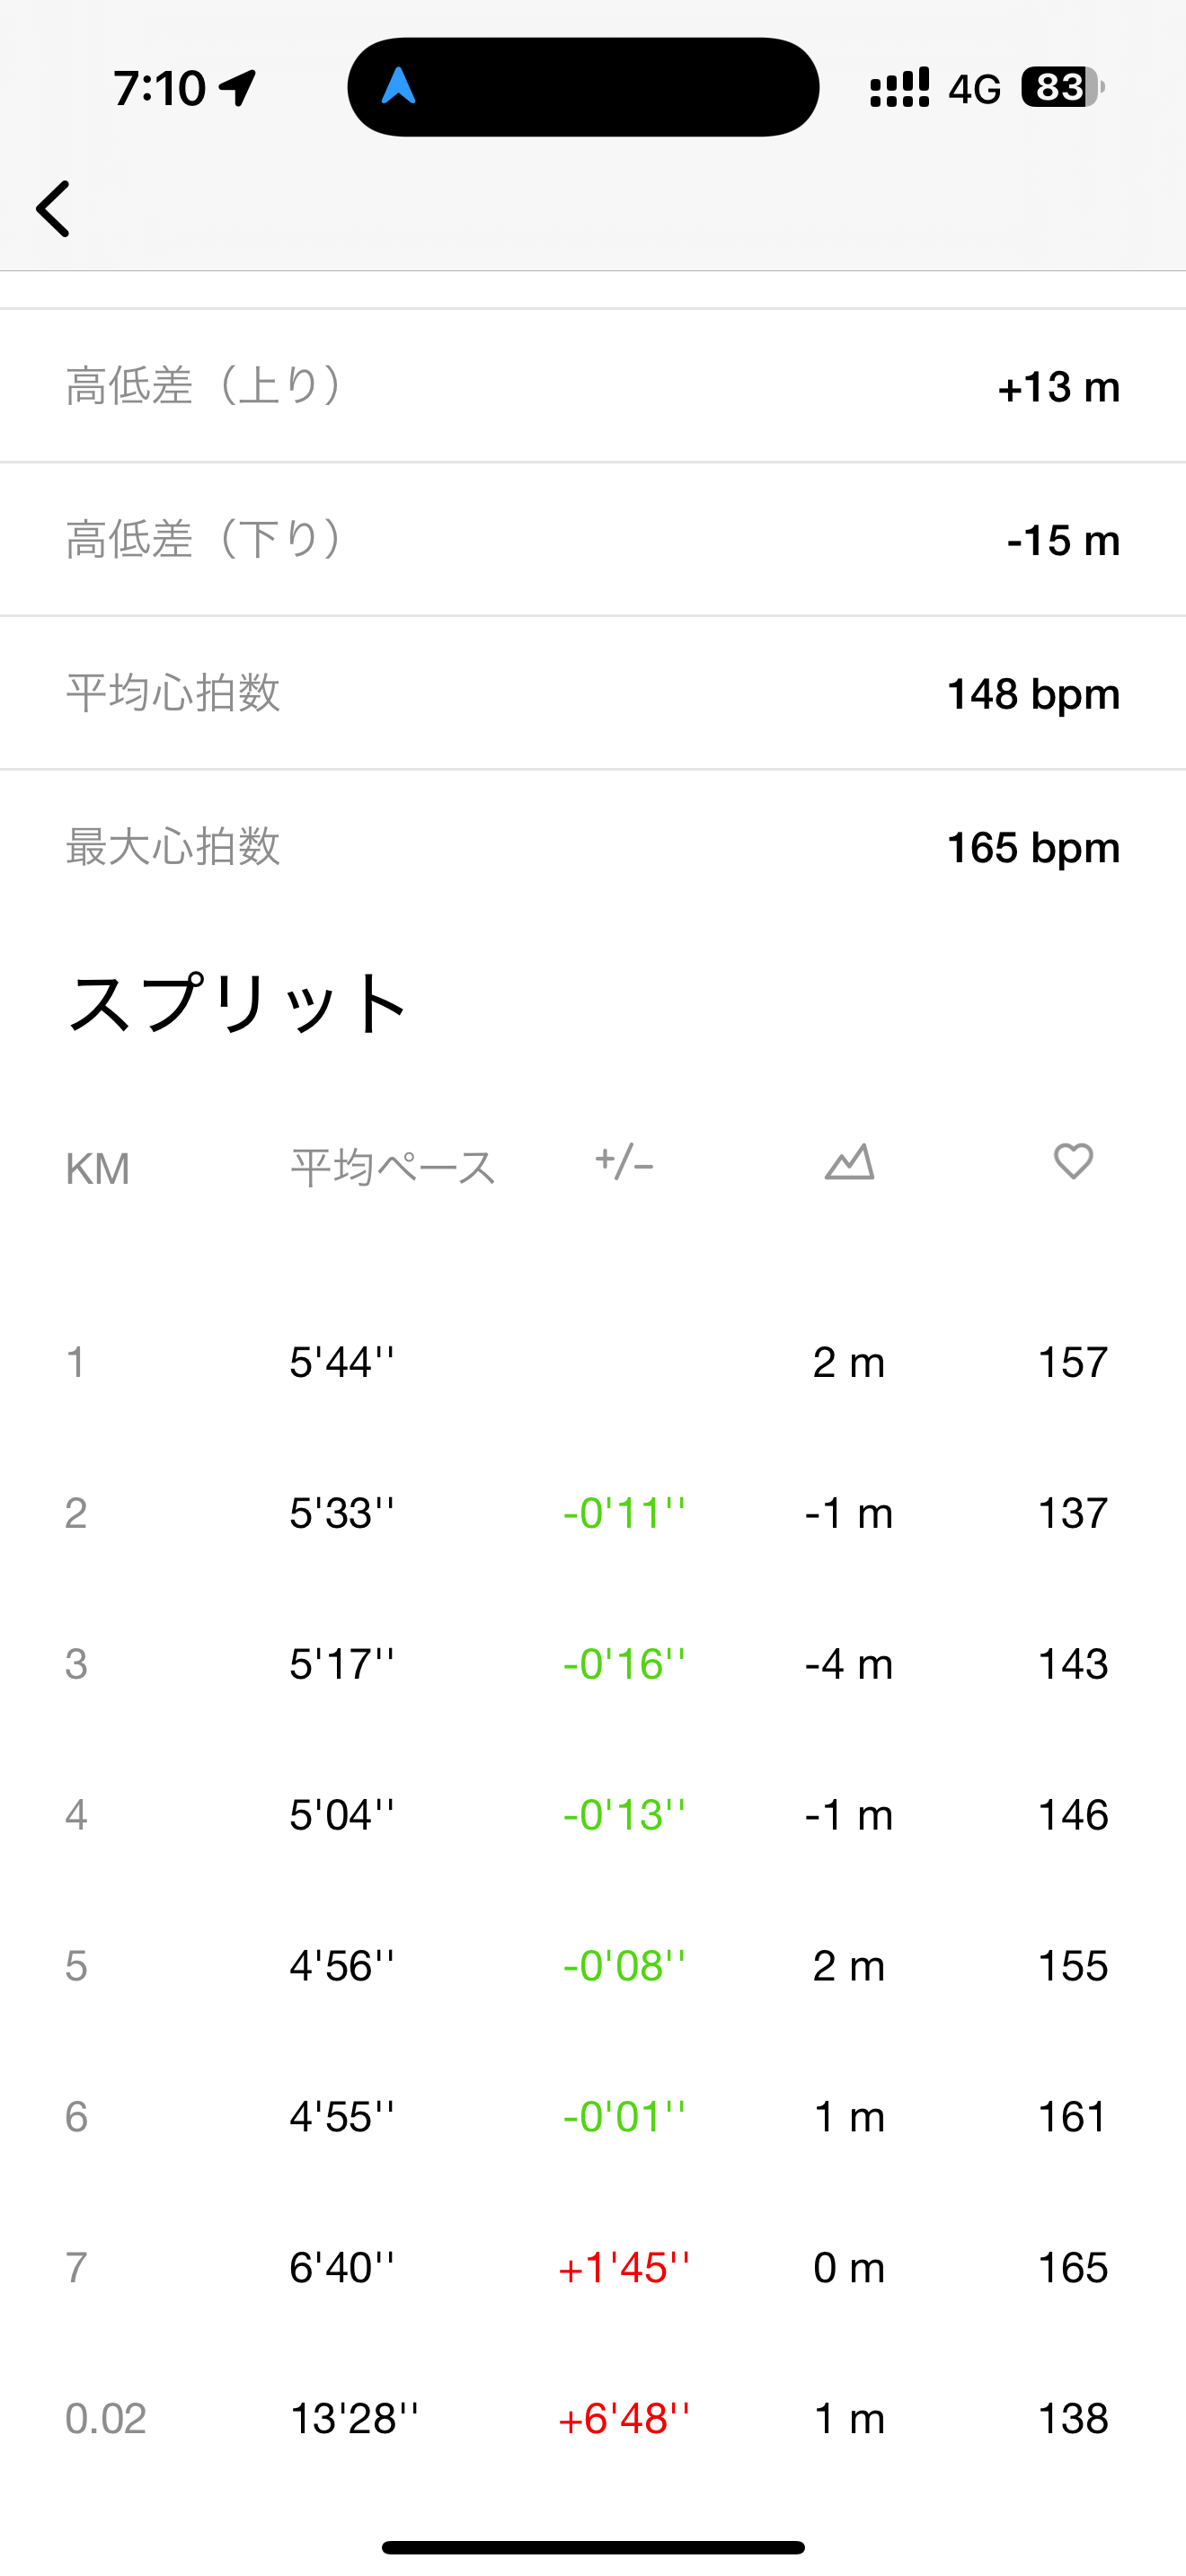 7:10 4G 83
高低差（上り） +13 m
高低差（下り） -15 m
平均心拍数 148 bpm
最大心拍数 165 bpm
スプリット
KM 平均ペース +/-
1 5'44'' 2 m 157
2 5'33'' -0'11'' -1 m 137
3 5'17'' -0'16'' -4 m 143
4 5'04'' -0'13'' -1 m 146
5 4'56'' -0'08'' 2 m 155
6 4'55'' -0'01'' 1 m 161
7 6'40'' +1'45'' 0 m 165
0.02 13'28'' +6'48'' 1 m 138